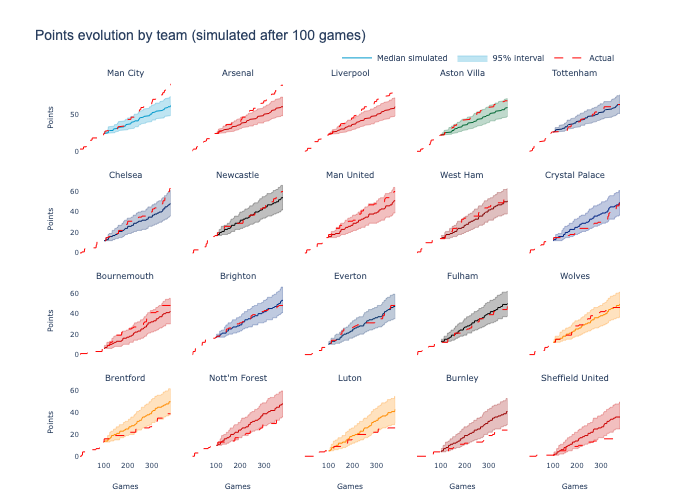 Points evolution by team (simulated after 100 games)
Median simulated 95% interval Actual
Man City Arsenal Liverpool Aston Villa Tottenham
Points
50
0
Chelsea Newcastle Man United West Ham Crystal Palace
Points
60
40
20
0
Bournemouth Brighton Everton Fulham Wolves
Points
60
40
20
0
Brentford Nott'm Forest Luton Burnley Sheffield United
Points
60
40
20
0
100 200 300 100 200 300 100 200 300 100 200 300 100 200 300
Games Games Games Games Games